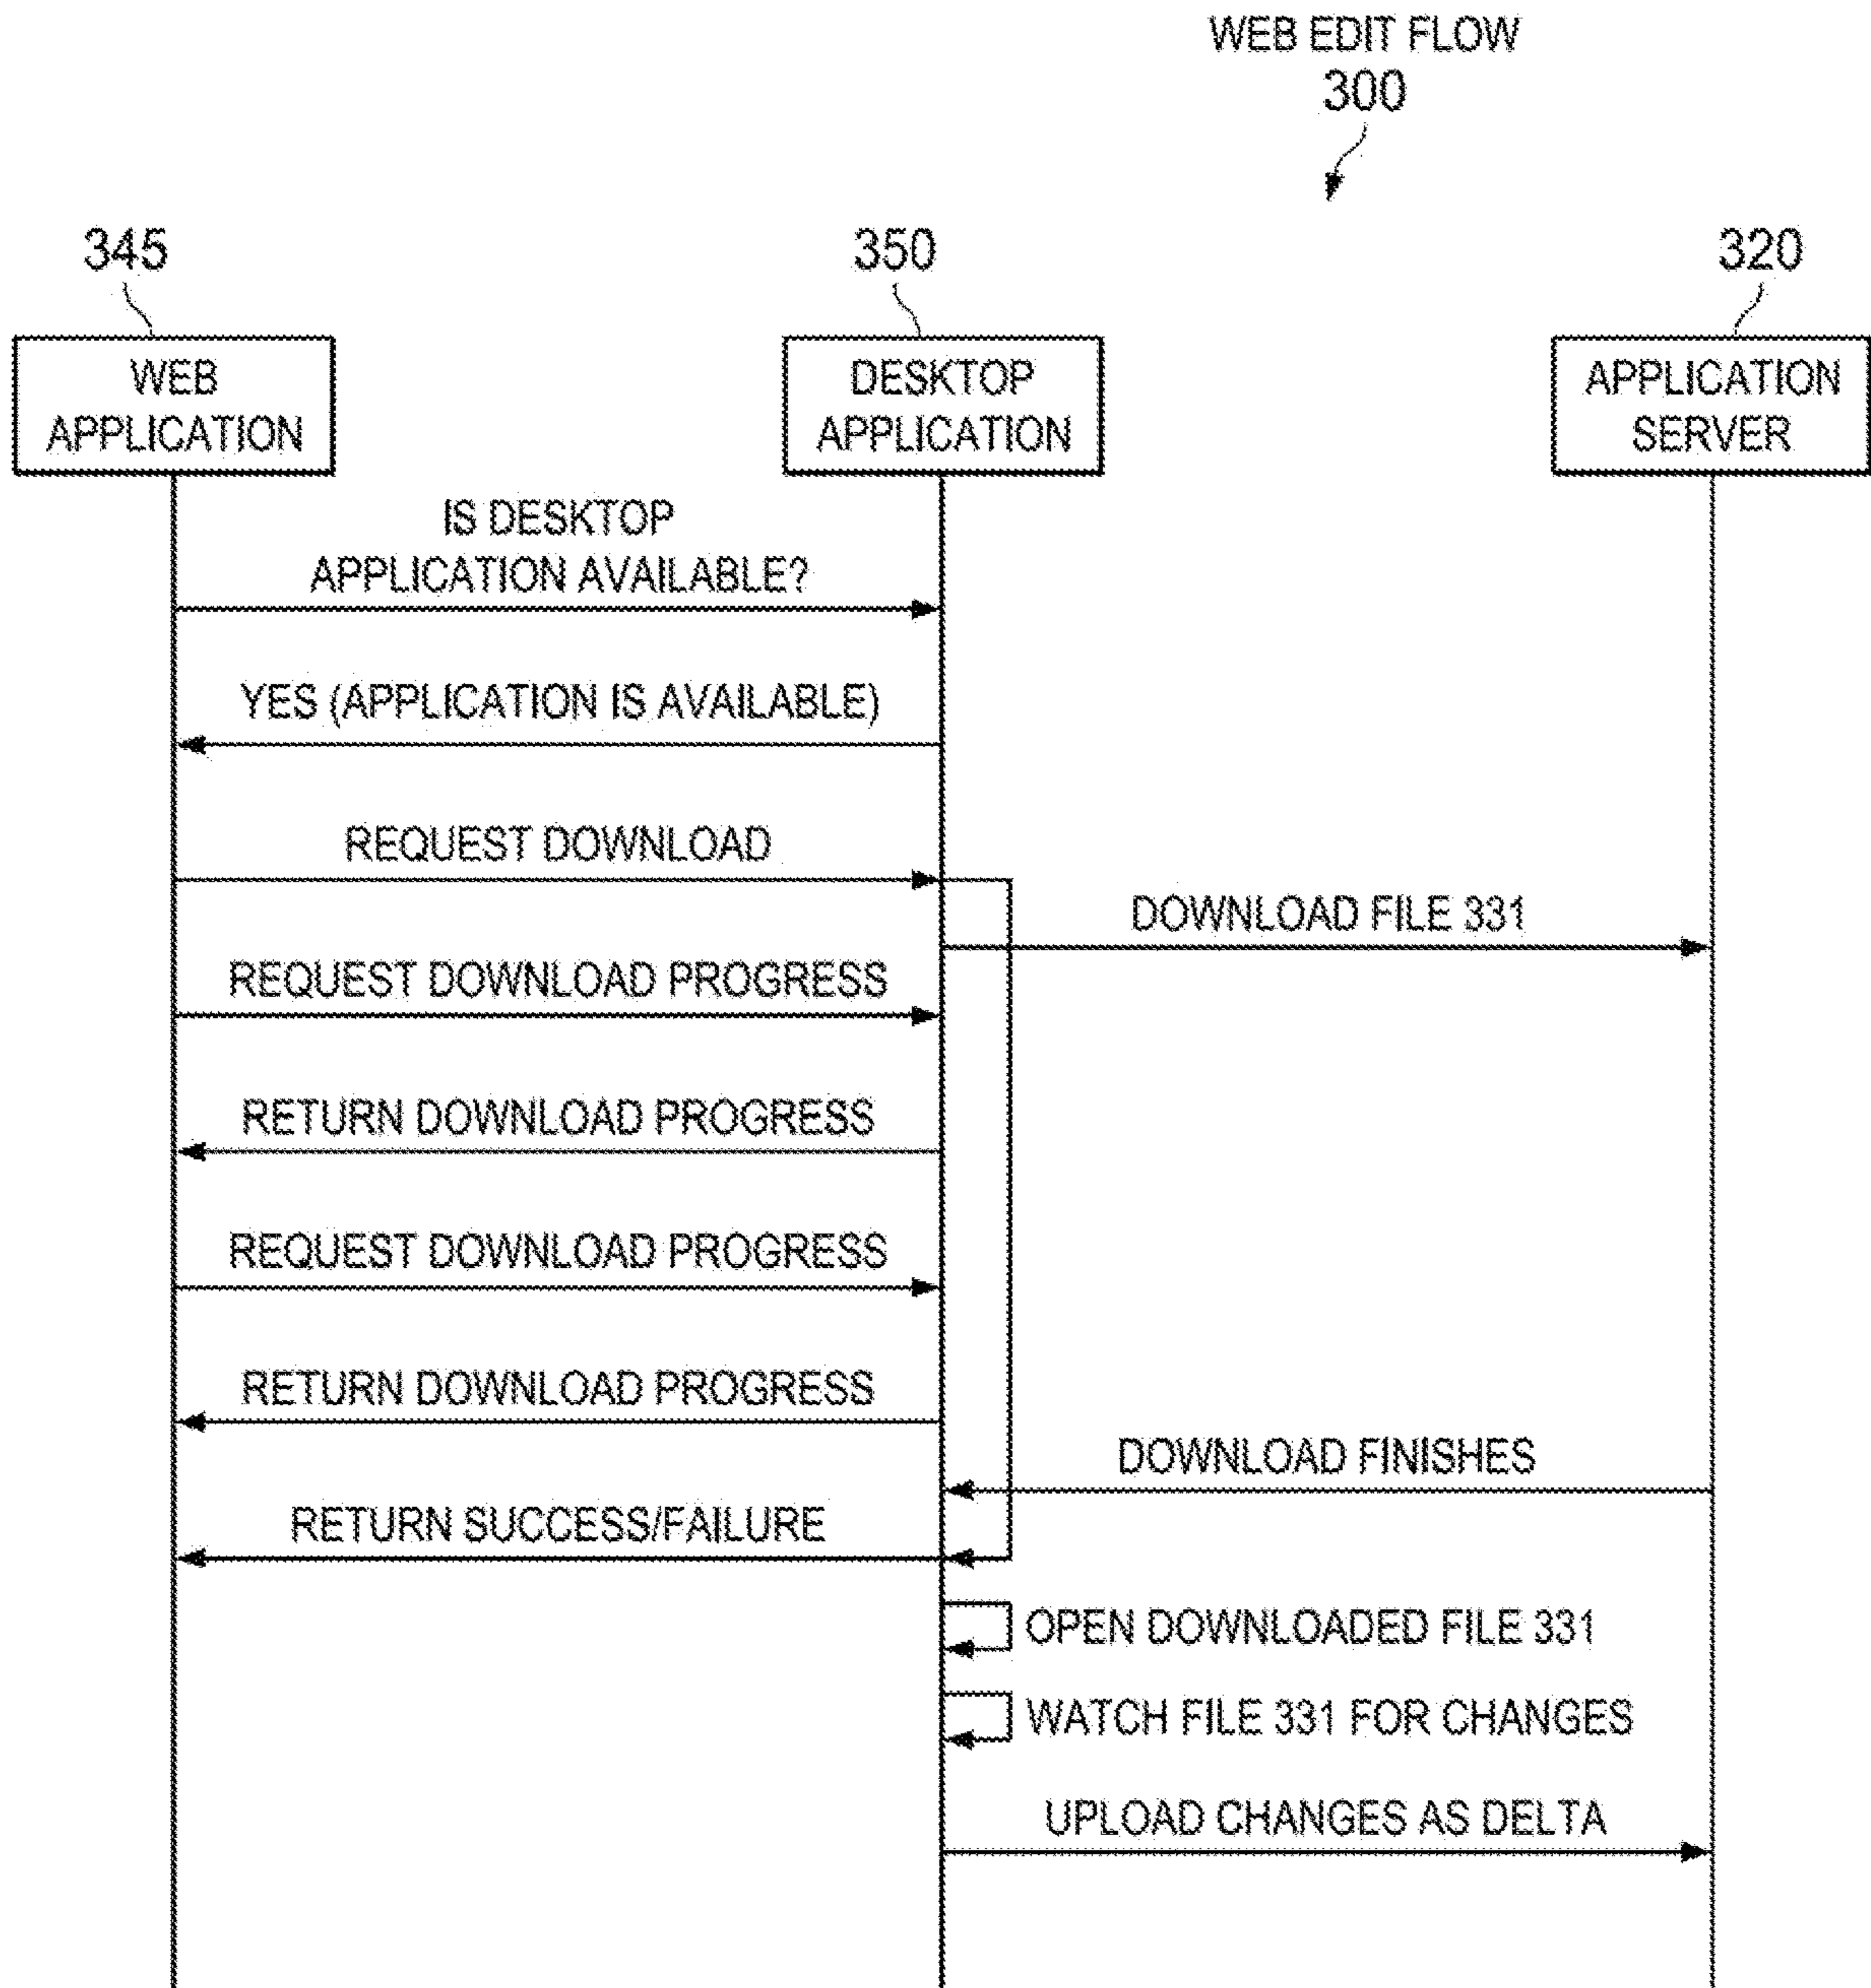 WEB EDIT FLOW
300
345
350
320
WEB
APPLICATION
DESKTOP
APPLICATION
APPLICATION
SERVER
IS DESKTOP
APPLICATION AVAILABLE?
YES (APPLICATION IS AVAILABLE)
REQUEST DOWNLOAD
DOWNLOAD FILE 331
REQUEST DOWNLOAD PROGRESS
RETURN DOWNLOAD PROGRESS
REQUEST DOWNLOAD PROGRESS
RETURN DOWNLOAD PROGRESS
DOWNLOAD FINISHES
RETURN SUCCESS/FAILURE
OPEN DOWNLOADED FILE 331
WATCH FILE 331 FOR CHANGES
UPLOAD CHANGES AS DELTA